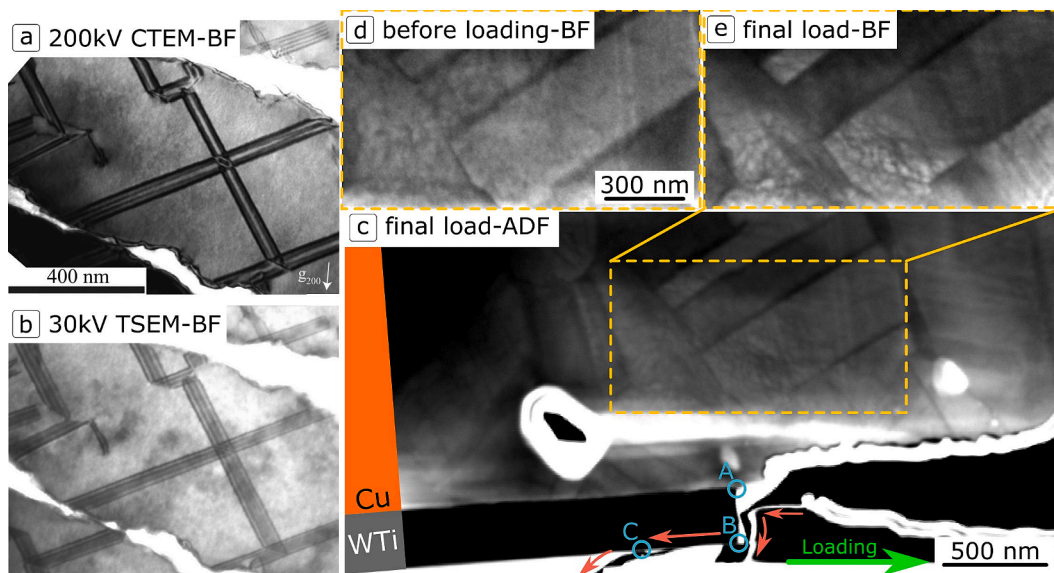 a 200kV CTEM-BF
400 nm
g200
b 30kV TSEM-BF
d before loading-BF
300 nm
e final load-BF
c final load-ADF
Cu
WTi
A
B
C
Loading
500 nm